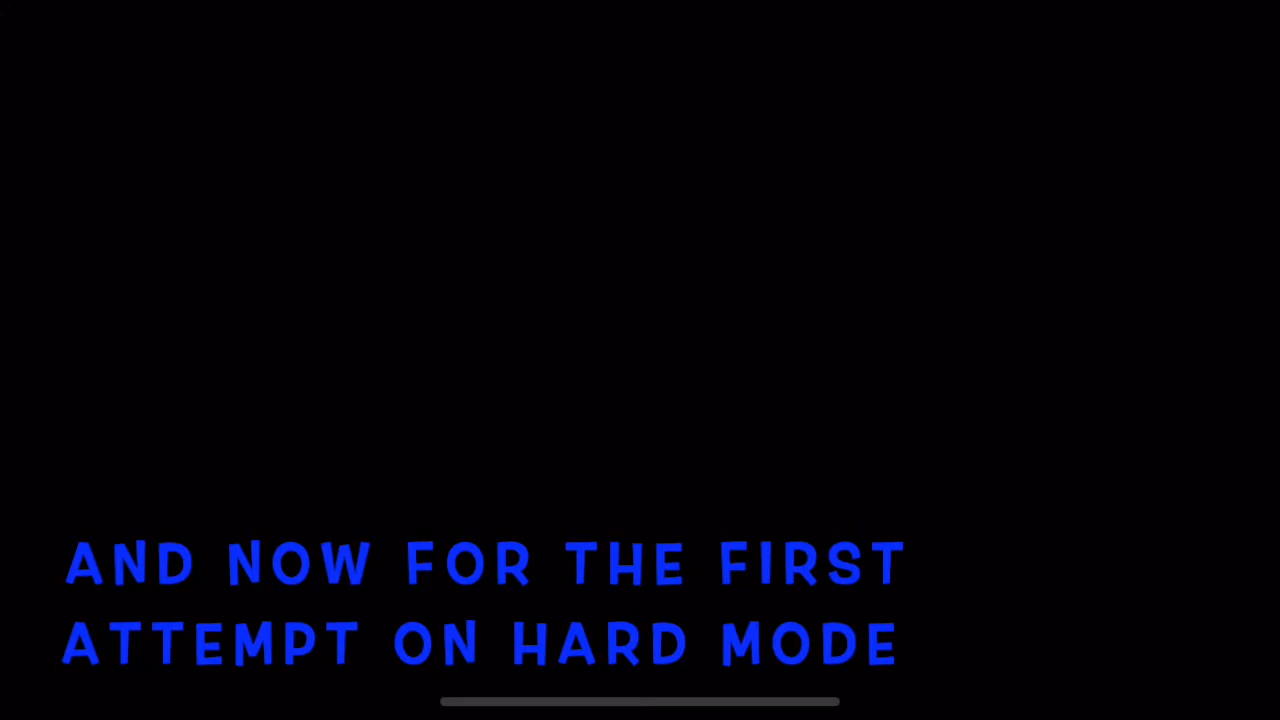 AND NOW FOR THE FIRST
ATTEMPT ON HARD MODE